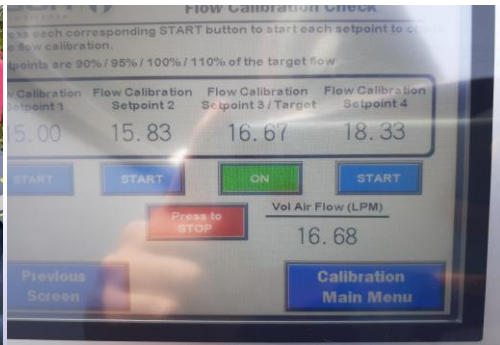 Flow Calibration Check
each corresponding START button to start each setpoint to
flow calibration.
points are 90% / 95% / 100% / 110% of the target flow
Calibration Flow Calibration Flow Calibration Flow Calibration
Setpoint 1 Setpoint 2 Setpoint 3 / Target Setpoint 4
5.00 15.83 16.67 18.33
START START ON START
Press to
STOP
Vol Air Flow (LPM)
16.68
Previous
Screen
Calibration
Main Menu